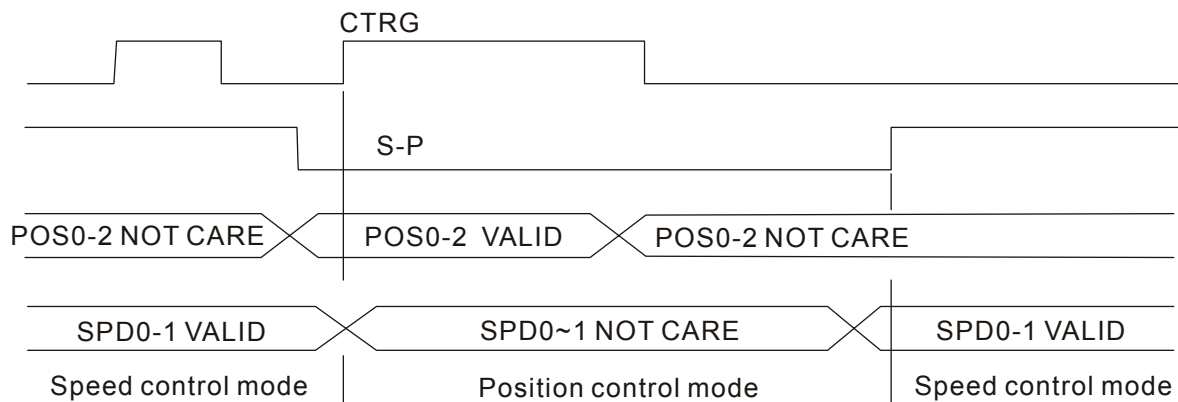 CTRG
S-P
POS0-2 NOT CARE
POS0-2 VALID
POS0-2 NOT CARE
SPD0-1 VALID
SPD0~1 NOT CARE
SPD0-1 VALID
Speed control mode
Position control mode
Speed control mode